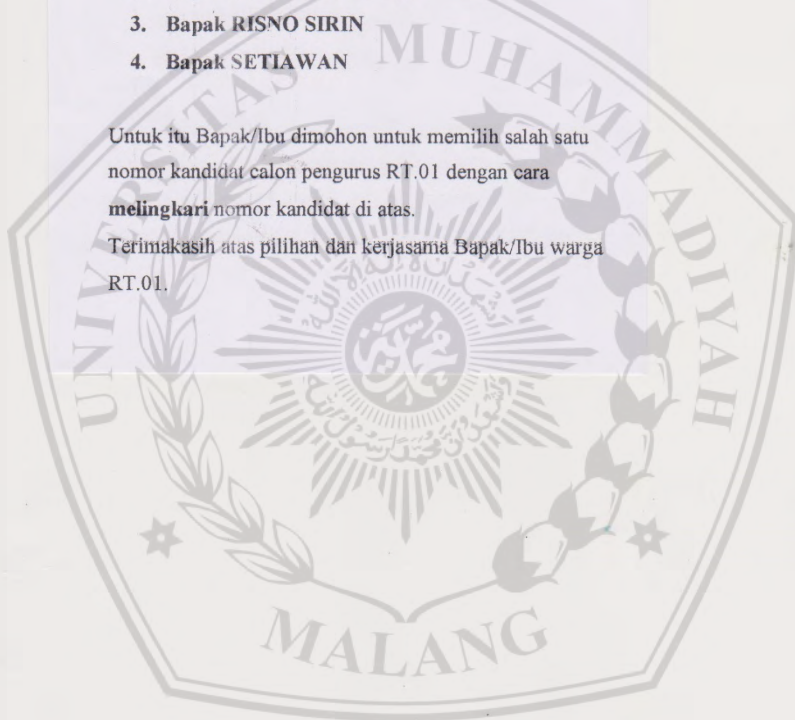 3. Bapak RISNO SIRIN
4. Bapak SETIAWAN
Untuk itu Bapak/Ibu dimohon untuk memilih salah satu
nomor kandidat calon pengurus RT.01 dengan cara
melingkari nomor kandidat di atas.
Terimakasih atas pilihan dan kerjasama Bapak/Ibu warga
RT.01.
UNIVERSITAS MUHAMMADIYAH
MALANG